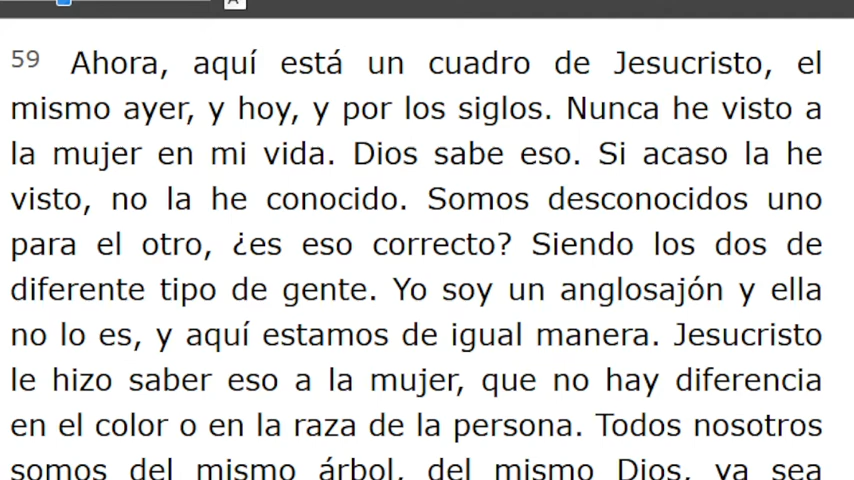 59 Ahora, aquí está un cuadro de Jesucristo, el
mismo ayer, y hoy, y por los siglos. Nunca he visto a
la mujer en mi vida. Dios sabe eso. Si acaso la he
visto, no la he conocido. Somos desconocidos uno
para el otro, ¿es eso correcto? Siendo los dos de
diferente tipo de gente. Yo soy un anglosajón y ella
no lo es, y aquí estamos de igual manera. Jesucristo
le hizo saber eso a la mujer, que no hay diferencia
en el color o en la raza de la persona. Todos nosotros
somos del mismo árbol, del mismo Dios, ya sea